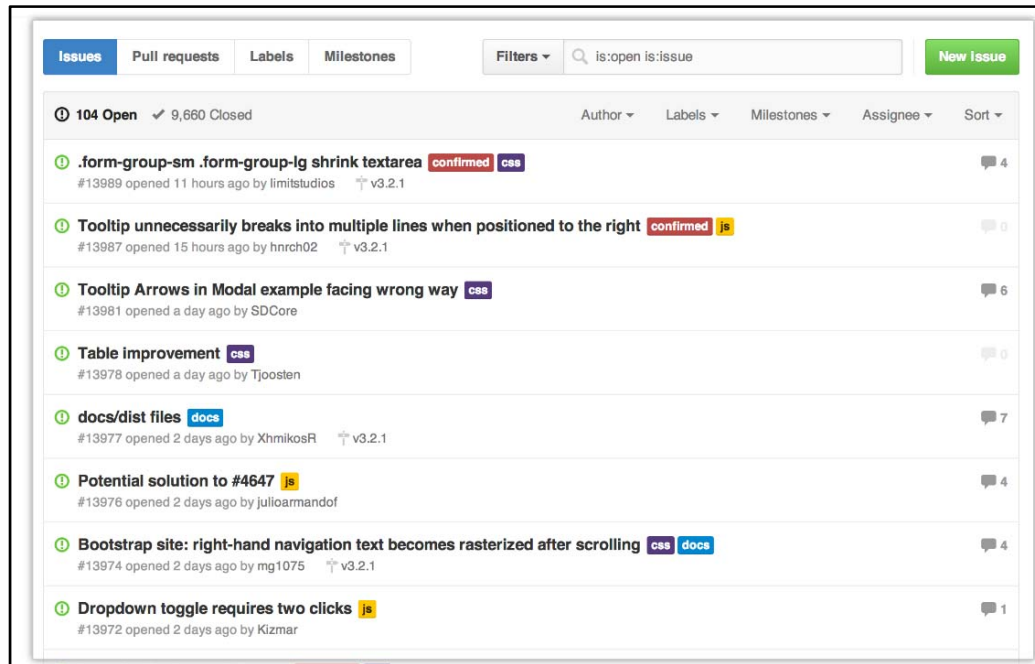 Issues Pull requests Labels Milestones Filters is:open is:issue New Issue
104 Open 9,660 Closed Author Labels Milestones Assignee Sort
.form-group-sm .form-group-lg shrink textarea confirmed css 4
#13989 opened 11 hours ago by limitstudios v3.2.1
Tooltip unnecessarily breaks into multiple lines when positioned to the right confirmed js 0
#13987 opened 15 hours ago by hnrch02 v3.2.1
Tooltip Arrows in Modal example facing wrong way css 6
#13981 opened a day ago by SDCore
Table improvement css 0
#13978 opened a day ago by Tjoosten
docs/dist files docs 7
#13977 opened 2 days ago by XhmikosR v3.2.1
Potential solution to #4647 js 4
#13976 opened 2 days ago by julioarmandof
Bootstrap site: right-hand navigation text becomes rasterized after scrolling css docs 4
#13974 opened 2 days ago by mg1075 v3.2.1
Dropdown toggle requires two clicks js 1
#13972 opened 2 days ago by Kizmar